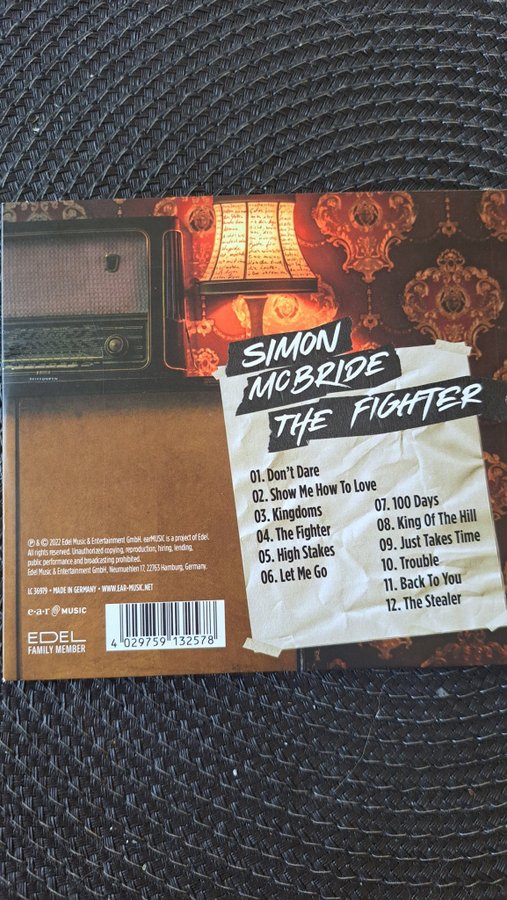 SIMON
MCBRIDE
THE FIGHTER
01. Don't Dare
02. Show Me How To Love
03. Kingdoms
04. The Fighter
05. High Stakes
06. Let Me Go
07. 100 Days
08. King Of The Hill
09. Just Takes Time
10. Trouble
11. Back To You
12. The Stealer
℗ & © 2022 Edel Music & Entertainment GmbH. earMUSIC is a project of Edel.
All rights reserved. Unauthorized copying, reproduction, hiring, lending,
public performance and broadcasting prohibited.
Edel Music & Entertainment GmbH, Neumuehlen 17, 22763 Hamburg, Germany.
LC 36979 • MADE IN GERMANY • WWW.EAR-MUSIC.NET
e·a·r MUSIC
EDEL
FAMILY MEMBER
4 029759 132578